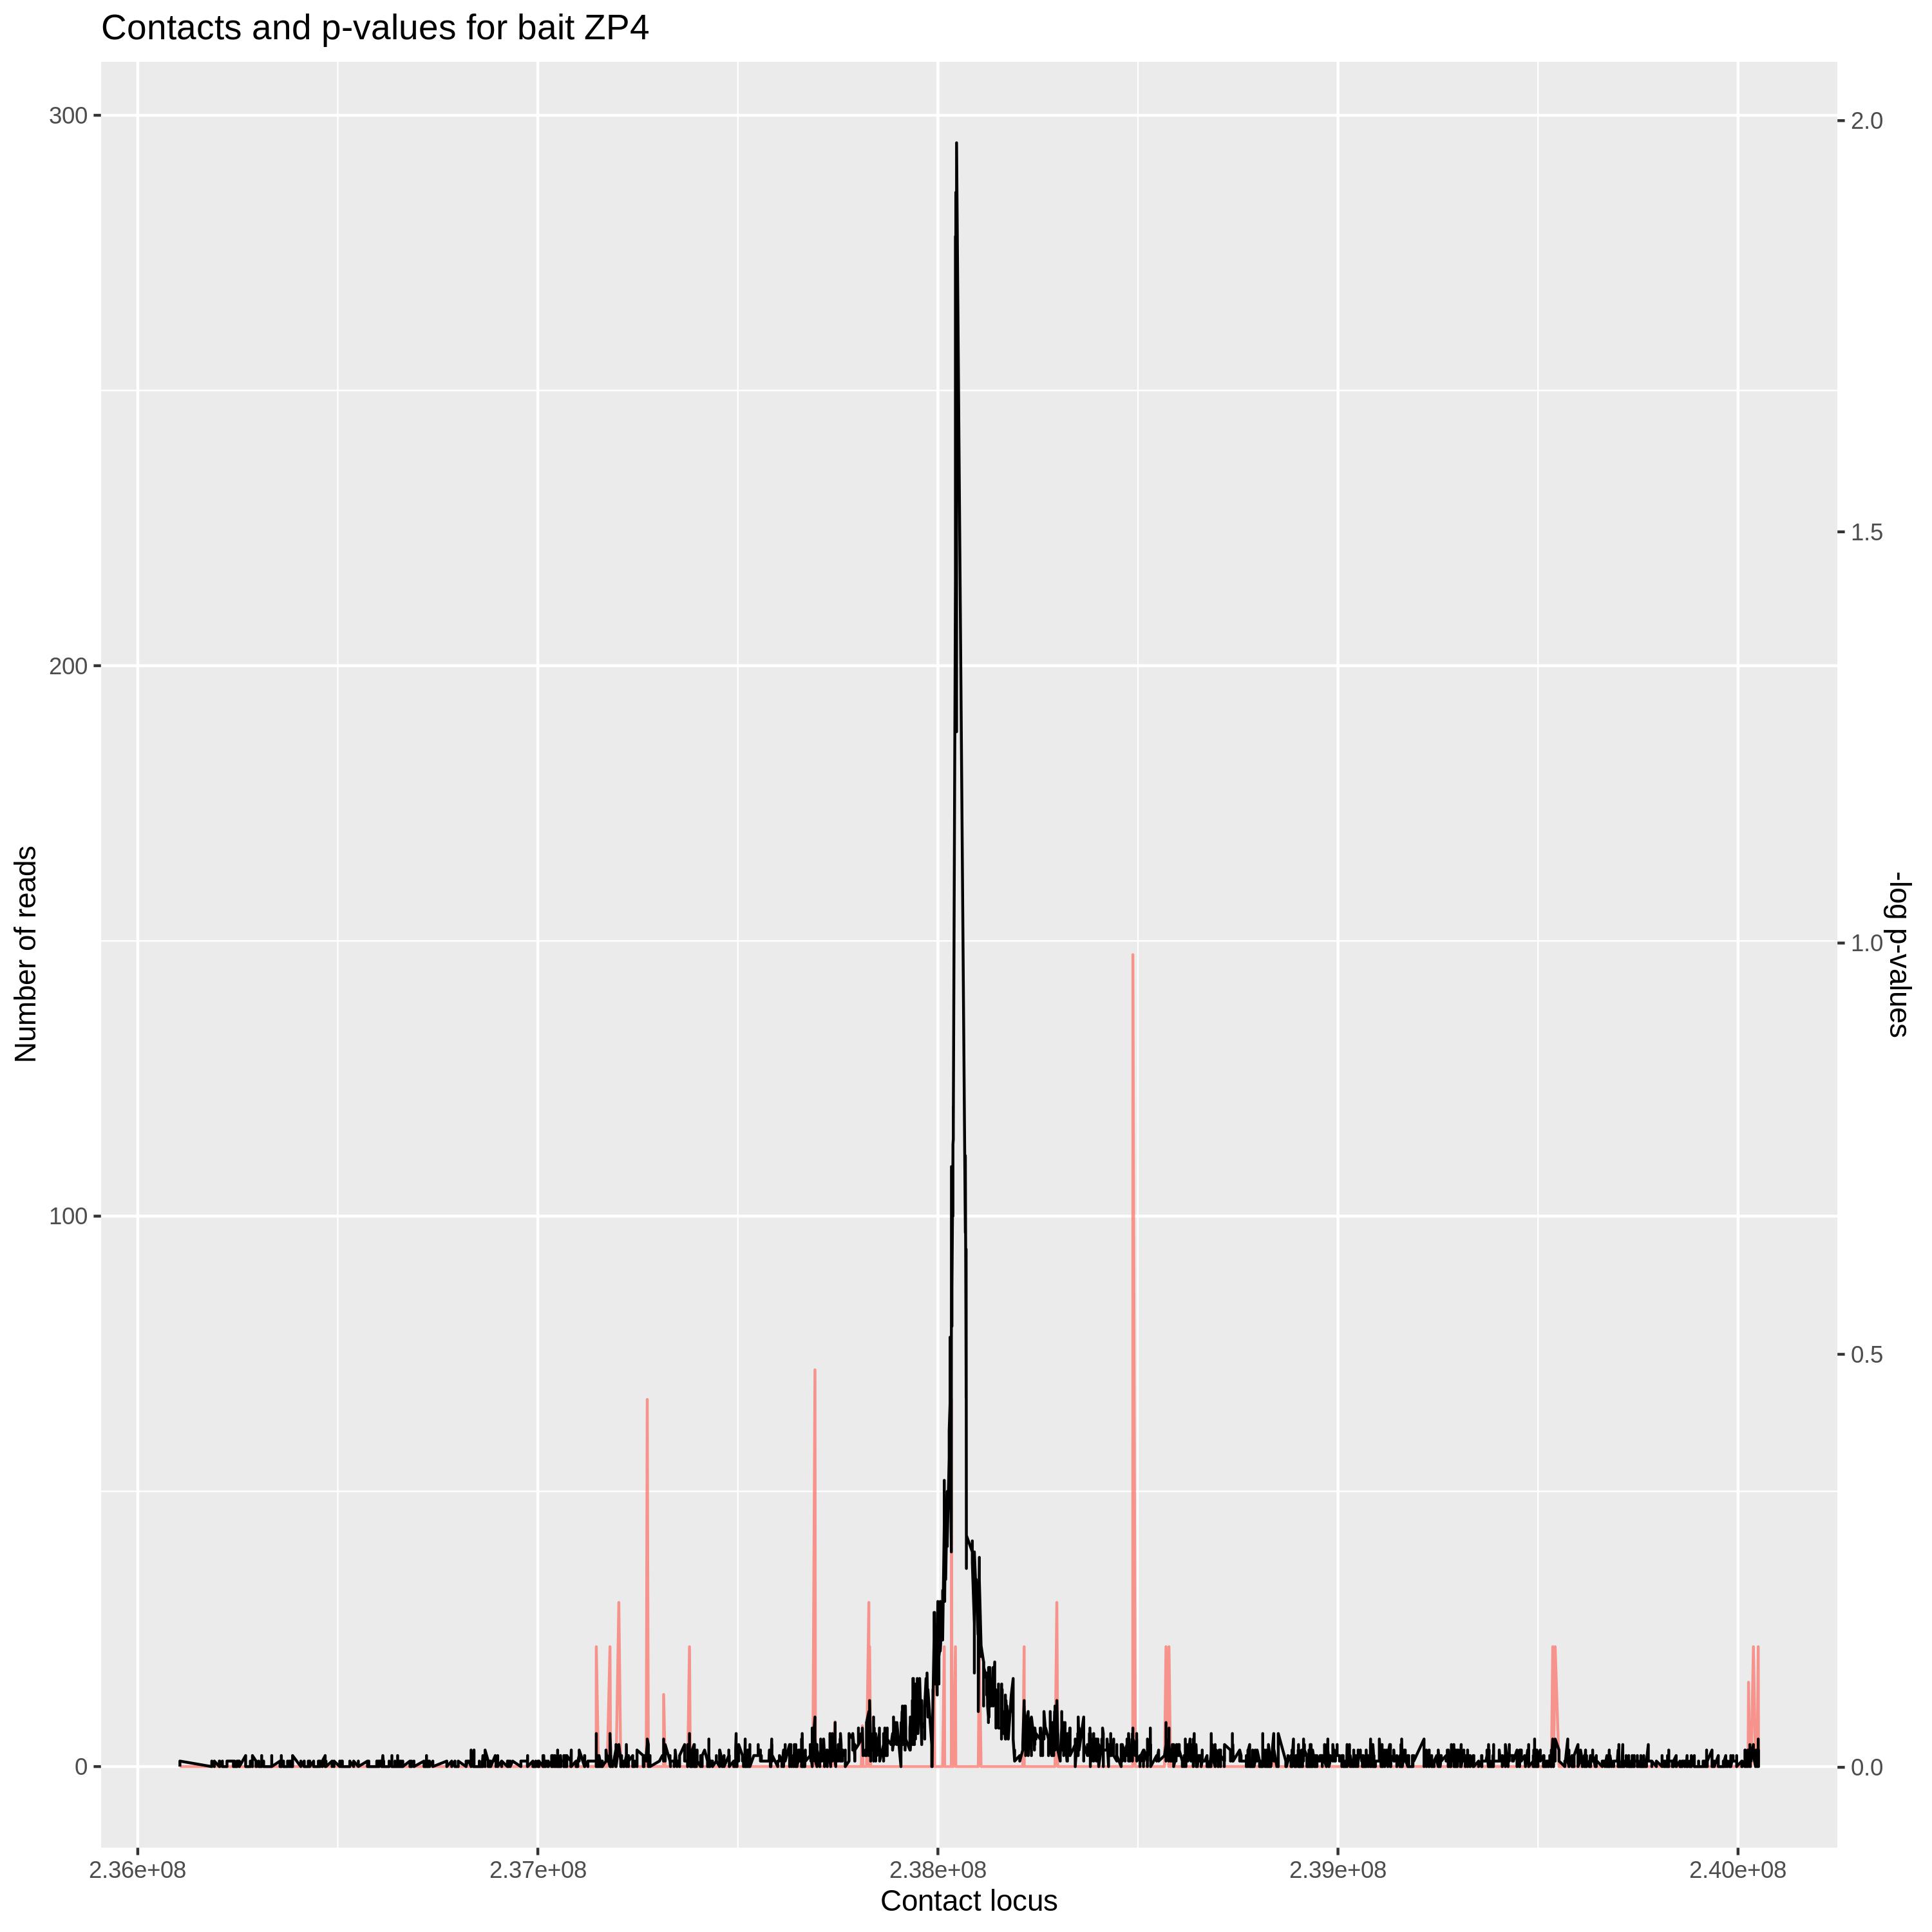 Contacts and p-values for bait ZP4
300
200
100
0
Number of reads
2.0
1.5
1.0
0.5
0.0
-log p-values
2.36e+08 2.37e+08 2.38e+08 2.39e+08 2.40e+08
Contact locus